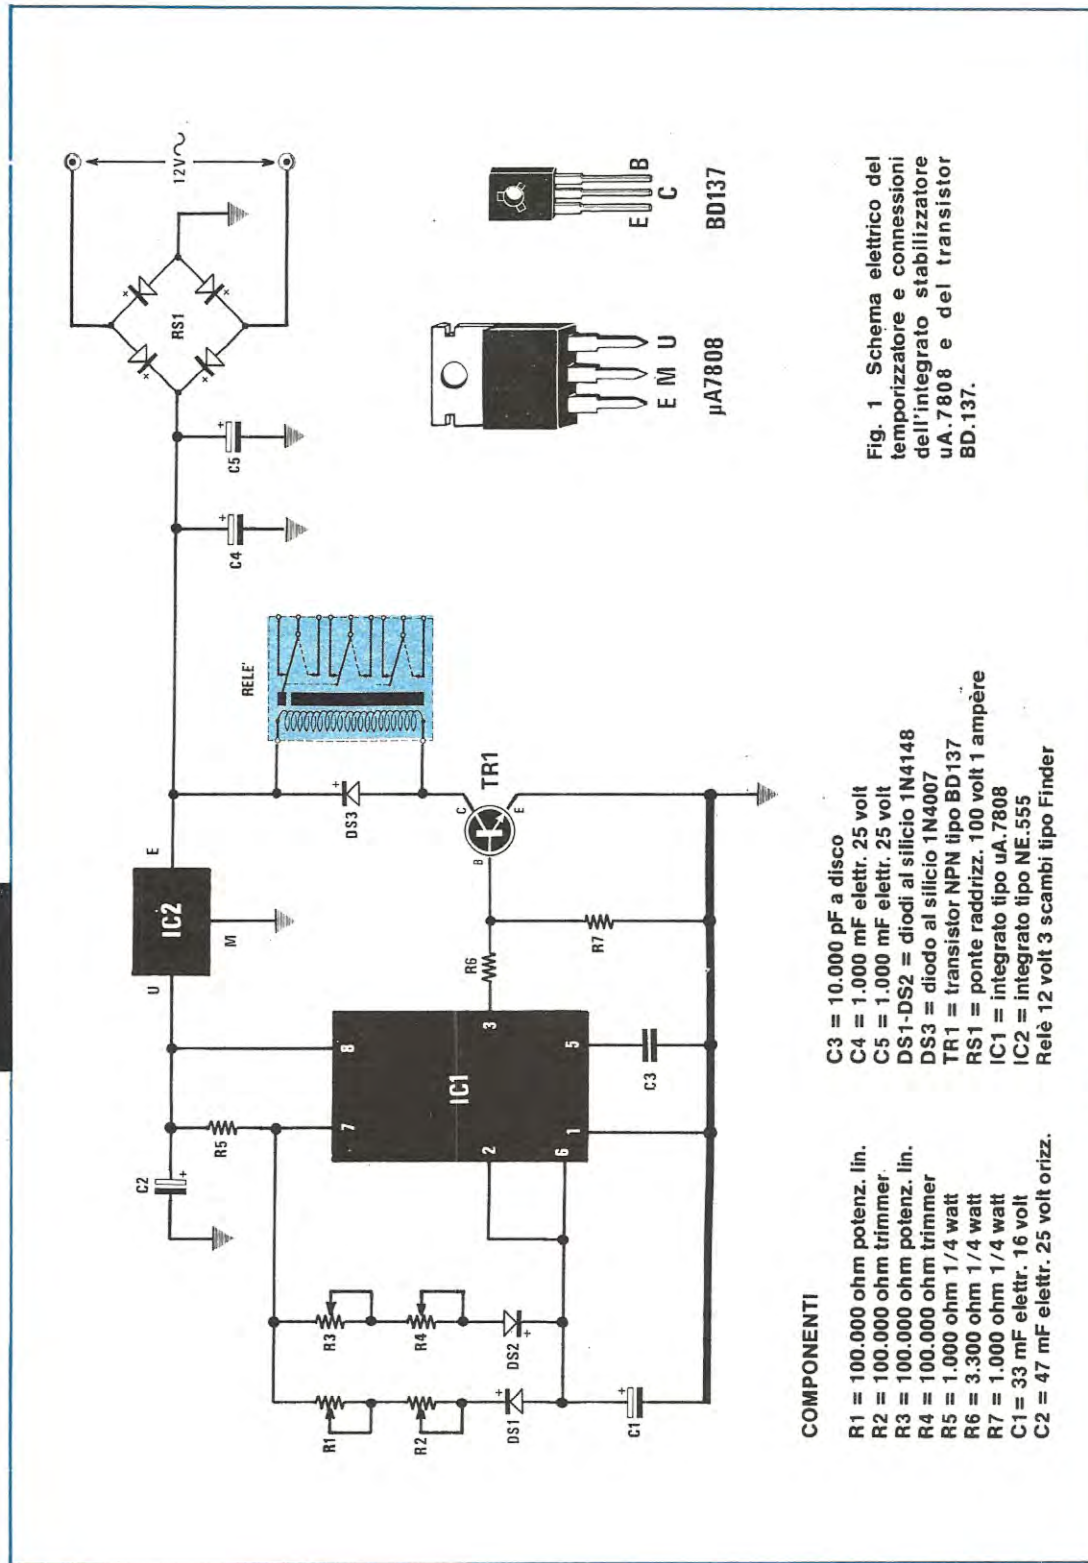 12V
RS1
C5
C4
RELE'
DS3
TR1
C
B
E
IC2
U
E
M
C2
R5
7
8
IC1
3
2
6
1
5
R6
R7
C3
R1
R2
R3
R4
DS1
DS2
C1
E M U
µA7808
E
C
B
BD137
Fig. 1 Schema elettrico del
temporizzatore e connessioni
dell'integrato stabilizzatore
uA.7808 e del transistor
BD.137.
COMPONENTI
R1 = 100.000 ohm potenz. lin.
R2 = 100.000 ohm trimmer
R3 = 100.000 ohm potenz. lin.
R4 = 100.000 ohm trimmer
R5 = 1.000 ohm 1/4 watt
R6 = 3.300 ohm 1/4 watt
R7 = 1.000 ohm 1/4 watt
C1= 33 mF elettr. 16 volt
C2 = 47 mF elettr. 25 volt orizz.
C3 = 10.000 pF a disco
C4 = 1.000 mF elettr. 25 volt
C5 = 1.000 mF elettr. 25 volt
DS1-DS2 = diodi al silicio 1N4148
DS3 = diodo al silicio 1N4007
TR1 = transistor NPN tipo BD137
RS1 = ponte raddrizz. 100 volt 1 ampère
IC1 = integrato tipo uA.7808
IC2 = integrato tipo NE.555
Relè 12 volt 3 scambi tipo Finder